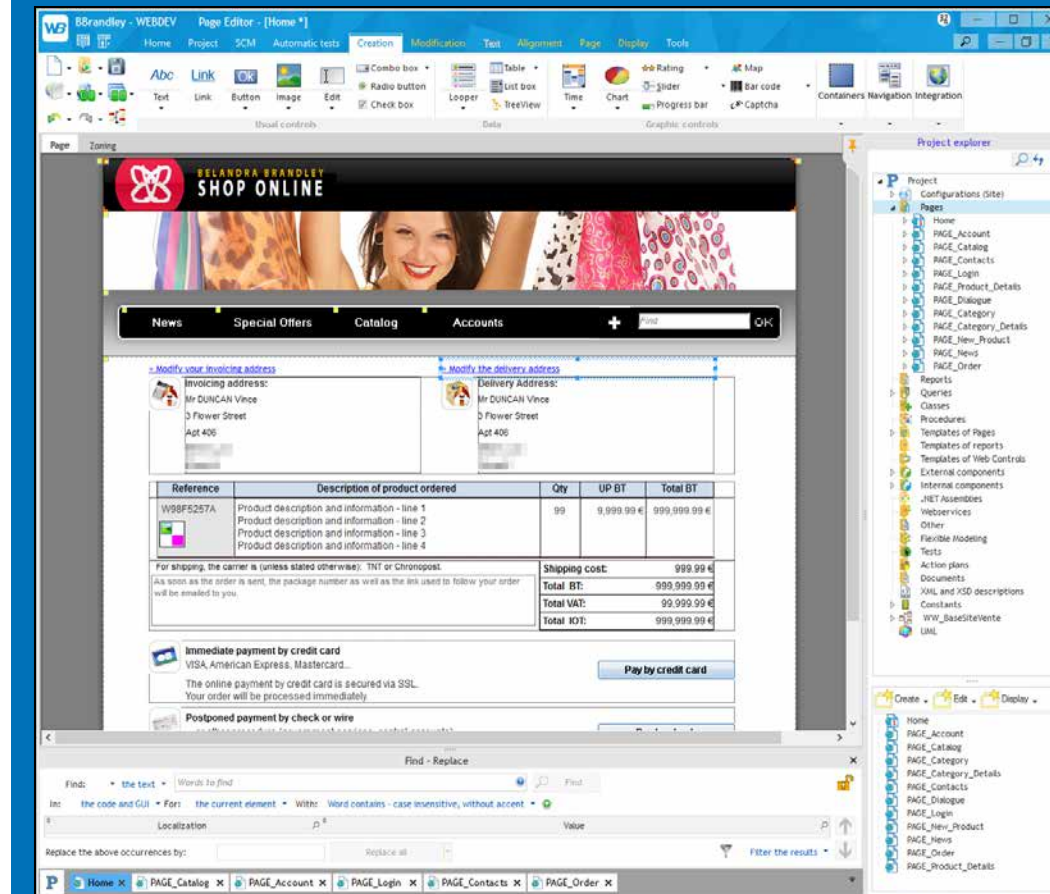 BBrandley - WEBDEV Page Editor - [Home *]
Home Project SCM Automatic tests Creation Modification Text Alignment Page Display Tools
Abc Link OK
Text Link Button Image Edit
Combo box
Radio button
Check box
Usual controls
Looper
Table
List box
TreeView
Data
Time Chart
Rating
Slider
Progress bar
Map
Bar code
Captcha
Graphic controls
Containers Navigation Integration
Page Zoning
BELANDRA BRANDLEY
SHOP ONLINE
News Special Offers Catalog Accounts + Find OK
» Modify your invoicing address
» Modify the delivery address
Invoicing address:
Mr DUNCAN Vince
3 Flower Street
Apt 406
Delivery Address:
Mr DUNCAN Vince
3 Flower Street
Apt 406
Reference Description of product ordered Qty UP BT Total BT
W98F5257A Product description and information - line 1 99 9,999.99 € 999,999.99 €
Product description and information - line 2
Product description and information - line 3
Product description and information - line 4
For shipping, the carrier is (unless stated otherwise): TNT or Chronopost.
As soon as the order is sent, the package number as well as the link used to follow your order
will be emailed to you.
Shipping cost: 999.99 €
Total BT: 999,999.99 €
Total VAT: 99,999.99 €
Total IOT: 999,999.99 €
Immediate payment by credit card
VISA, American Express, Mastercard...
The online payment by credit card is secured via SSL.
Your order will be processed immediately.
Pay by credit card
Postponed payment by check or wire
Find - Replace
Find: the text Words to find Find
In: the code and GUI For: the current element With: Word contains - case insensitive, without accent
Localization Value
Replace the above occurrences by: Replace all Filter the results
Home PAGE_Catalog PAGE_Account PAGE_Login PAGE_Contacts PAGE_Order
Project explorer
Project
Configurations (Site)
Pages
Home
PAGE_Account
PAGE_Catalog
PAGE_Contacts
PAGE_Login
PAGE_Product_Details
PAGE_Dialogue
PAGE_Category
PAGE_Category_Details
PAGE_New_Product
PAGE_News
PAGE_Order
Reports
Queries
Classes
Procedures
Templates of Pages
Templates of reports
Templates of Web Controls
External components
Internal components
.NET Assemblies
Webservices
Other
Flexible Modeling
Tests
Action plans
Documents
XML and XSD descriptions
Constants
WW_BaseSiteVente
UML
Create Edit Display
Home
PAGE_Account
PAGE_Catalog
PAGE_Category
PAGE_Category_Details
PAGE_Contacts
PAGE_Dialogue
PAGE_Login
PAGE_New_Product
PAGE_News
PAGE_Order
PAGE_Product_Details